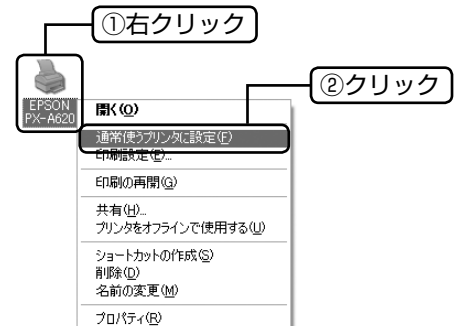 ①右クリック
②クリック
EPSON
PX-A620
開く(O)
通常使うプリンタに設定(F)
印刷設定(E)...
印刷の再開(G)
共有(H)...
プリンタをオフラインで使用する(U)
ショートカットの作成(S)
削除(D)
名前の変更(M)
プロパティ(R)